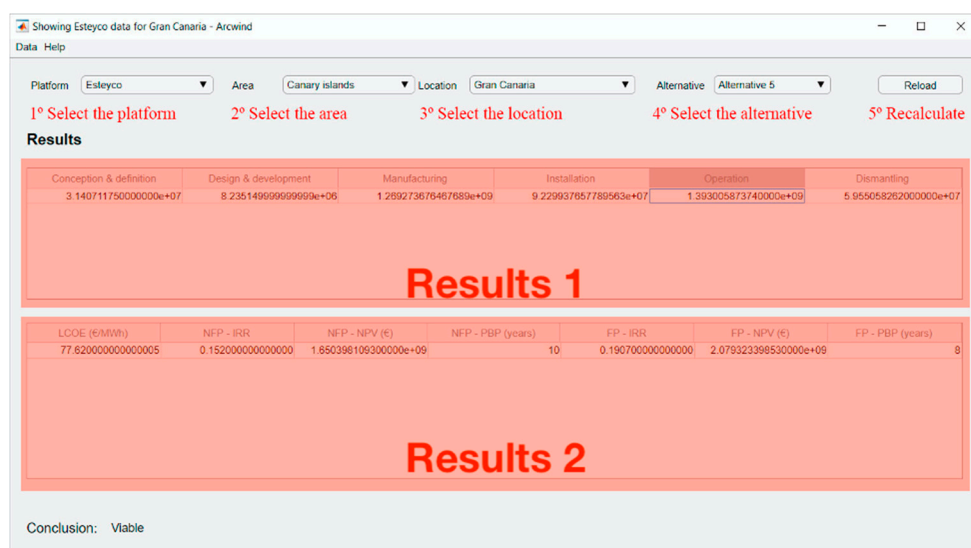 Showing Esteyco data for Gran Canaria - Arcwind
Data Help
Platform Esteyco Area Canary islands Location Gran Canaria Alternative Alternative 5 Reload
1º Select the platform 2º Select the area 3º Select the location 4º Select the alternative 5º Recalculate
Results
Conception & definition Design & development Manufacturing Installation Operation Dismantling
3.140711750000000e+07 8.235149999999999e+06 1.269273676467689e+09 9.229937657789563e+07 1.393005873740000e+09 5.955058262000000e+07
Results 1
LCOE (€/MWh) NFP - IRR NFP - NPV (€) NFP - PBP (years) FP - IRR FP - NPV (€) FP - PBP (years)
77.620000000000005 0.152000000000000 1.650398109300000e+09 10 0.190700000000000 2.079323398530000e+09 8
Results 2
Conclusion: Viable